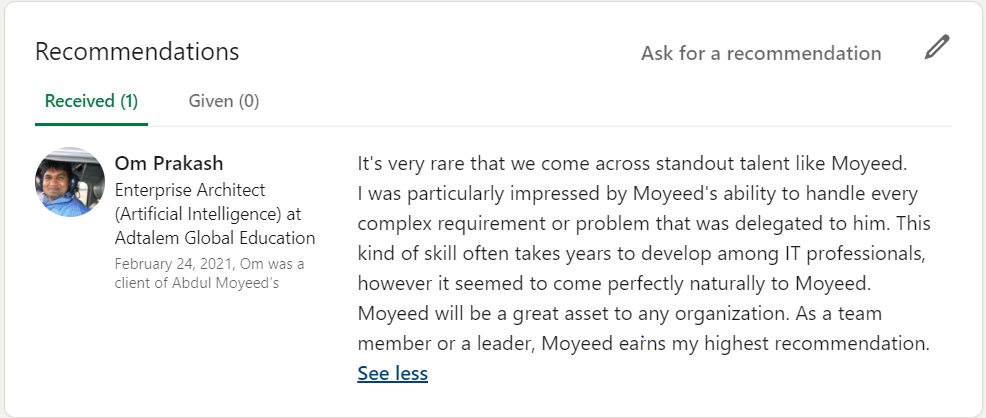 Recommendations
Ask for a recommendation
Received (1)
Given (0)
Om Prakash
Enterprise Architect
(Artificial Intelligence) at
Adtalem Global Education
February 24, 2021, Om was a
client of Abdul Moyeed's
It's very rare that we come across standout talent like Moyeed.
I was particularly impressed by Moyeed's ability to handle every
complex requirement or problem that was delegated to him. This
kind of skill often takes years to develop among IT professionals,
however it seemed to come perfectly naturally to Moyeed.
Moyeed will be a great asset to any organization. As a team
member or a leader, Moyeed earns my highest recommendation.
See less